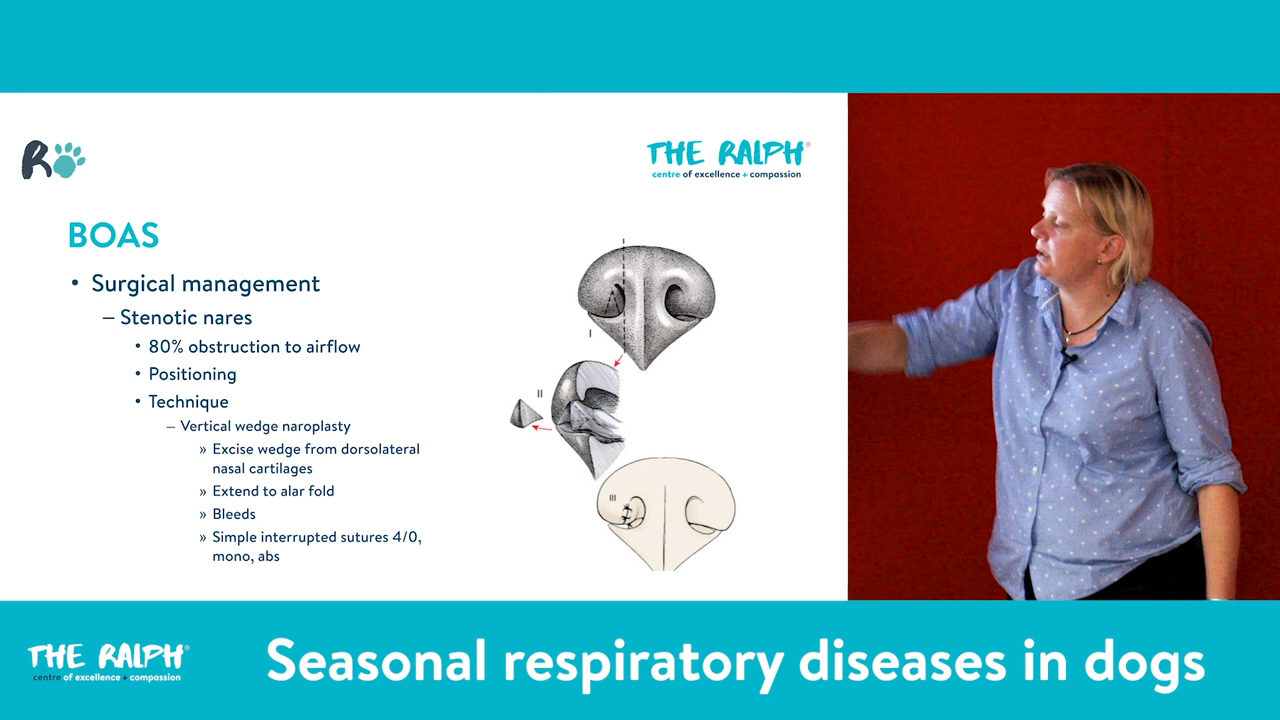 R
THE RALPH®
centre of excellence + compassion
BOAS
• Surgical management
– Stenotic nares
• 80% obstruction to airflow
• Positioning
• Technique
– Vertical wedge naroplasty
» Excise wedge from dorsolateral
nasal cartilages
» Extend to alar fold
» Bleeds
» Simple interrupted sutures 4/0,
mono, abs
I
II
III
THE RALPH®
centre of excellence + compassion
Seasonal respiratory diseases in dogs